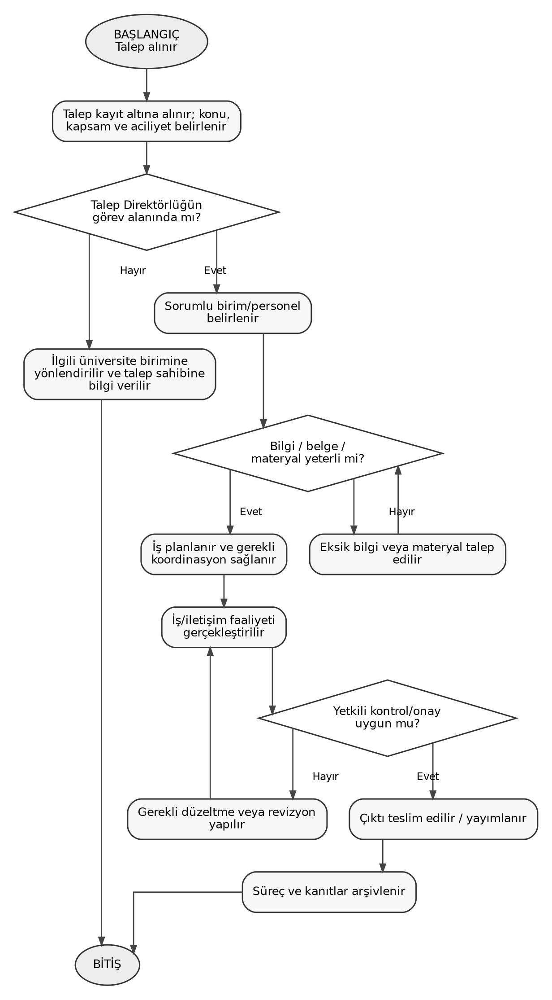 BAŞLANGIÇ
Talep alınır
Talep kayıt altına alınır; konu,
kapsam ve aciliyet belirlenir
Talep Direktörlüğün
görev alanında mı?
Hayır
Evet
Sorumlu birim/personel
belirlenir
İlgili üniversite birimine
yönlendirilir ve talep sahibine
bilgi verilir
Bilgi / belge /
materyal yeterli mi?
Evet
Hayır
İş planlanır ve gerekli
koordinasyon sağlanır
Eksik bilgi veya materyal talep
edilir
İş/iletişim faaliyeti
gerçekleştirilir
Yetkili kontrol/onay
uygun mu?
Hayır
Evet
Gerekli düzeltme veya revizyon
yapılır
Çıktı teslim edilir / yayımlanır
Süreç ve kanıtlar arşivlenir
BİTİŞ